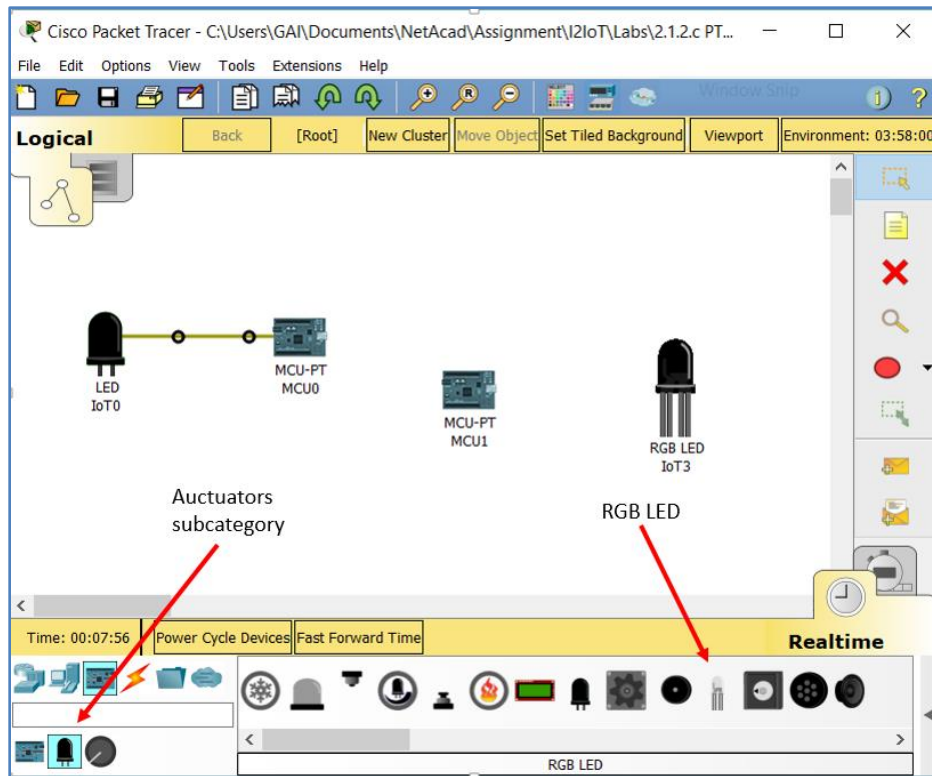 Cisco Packet Tracer - C:\Users\GAI\Documents\NetAcad\Assignment\I2IoT\Labs\2.1.2.c PT...
File Edit Options View Tools Extensions Help
Window Snip
Logical Back [Root] New Cluster Move Object Set Tiled Background Viewport Environment: 03:58:00
LED
IoT0
MCU-PT
MCU0
MCU-PT
MCU1
RGB LED
IoT3
Auctuators
subcategory
RGB LED
Time: 00:07:56 Power Cycle Devices Fast Forward Time Realtime
RGB LED